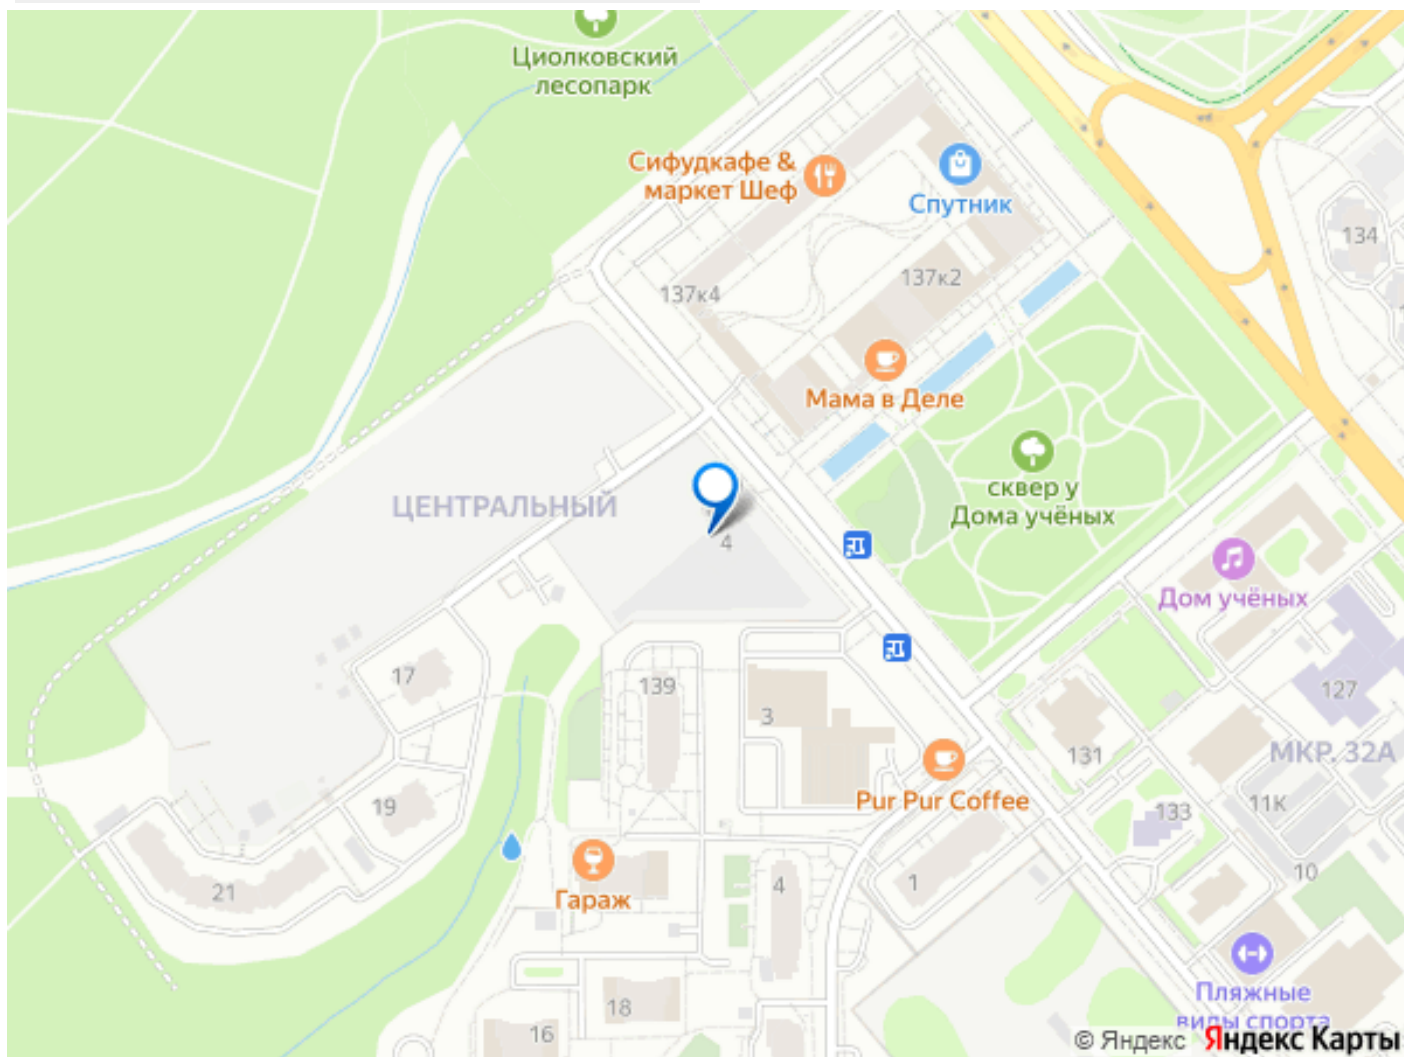 Циолковский
лесопарк
Сифудкафе &
маркет Шеф
Спутник
134
137к2
137к4
Мама в Деле
сквер у
Дома учёных
ЦЕНТРАЛЬНЫЙ
4
Дом учёных
17
139
127
3
131
МКР. 32А
Pur Pur Coffee
19
133
11К
10
21
Гараж
4
1
Пляжные
виды спорта
18
16
© Яндекс Яндекс Карты